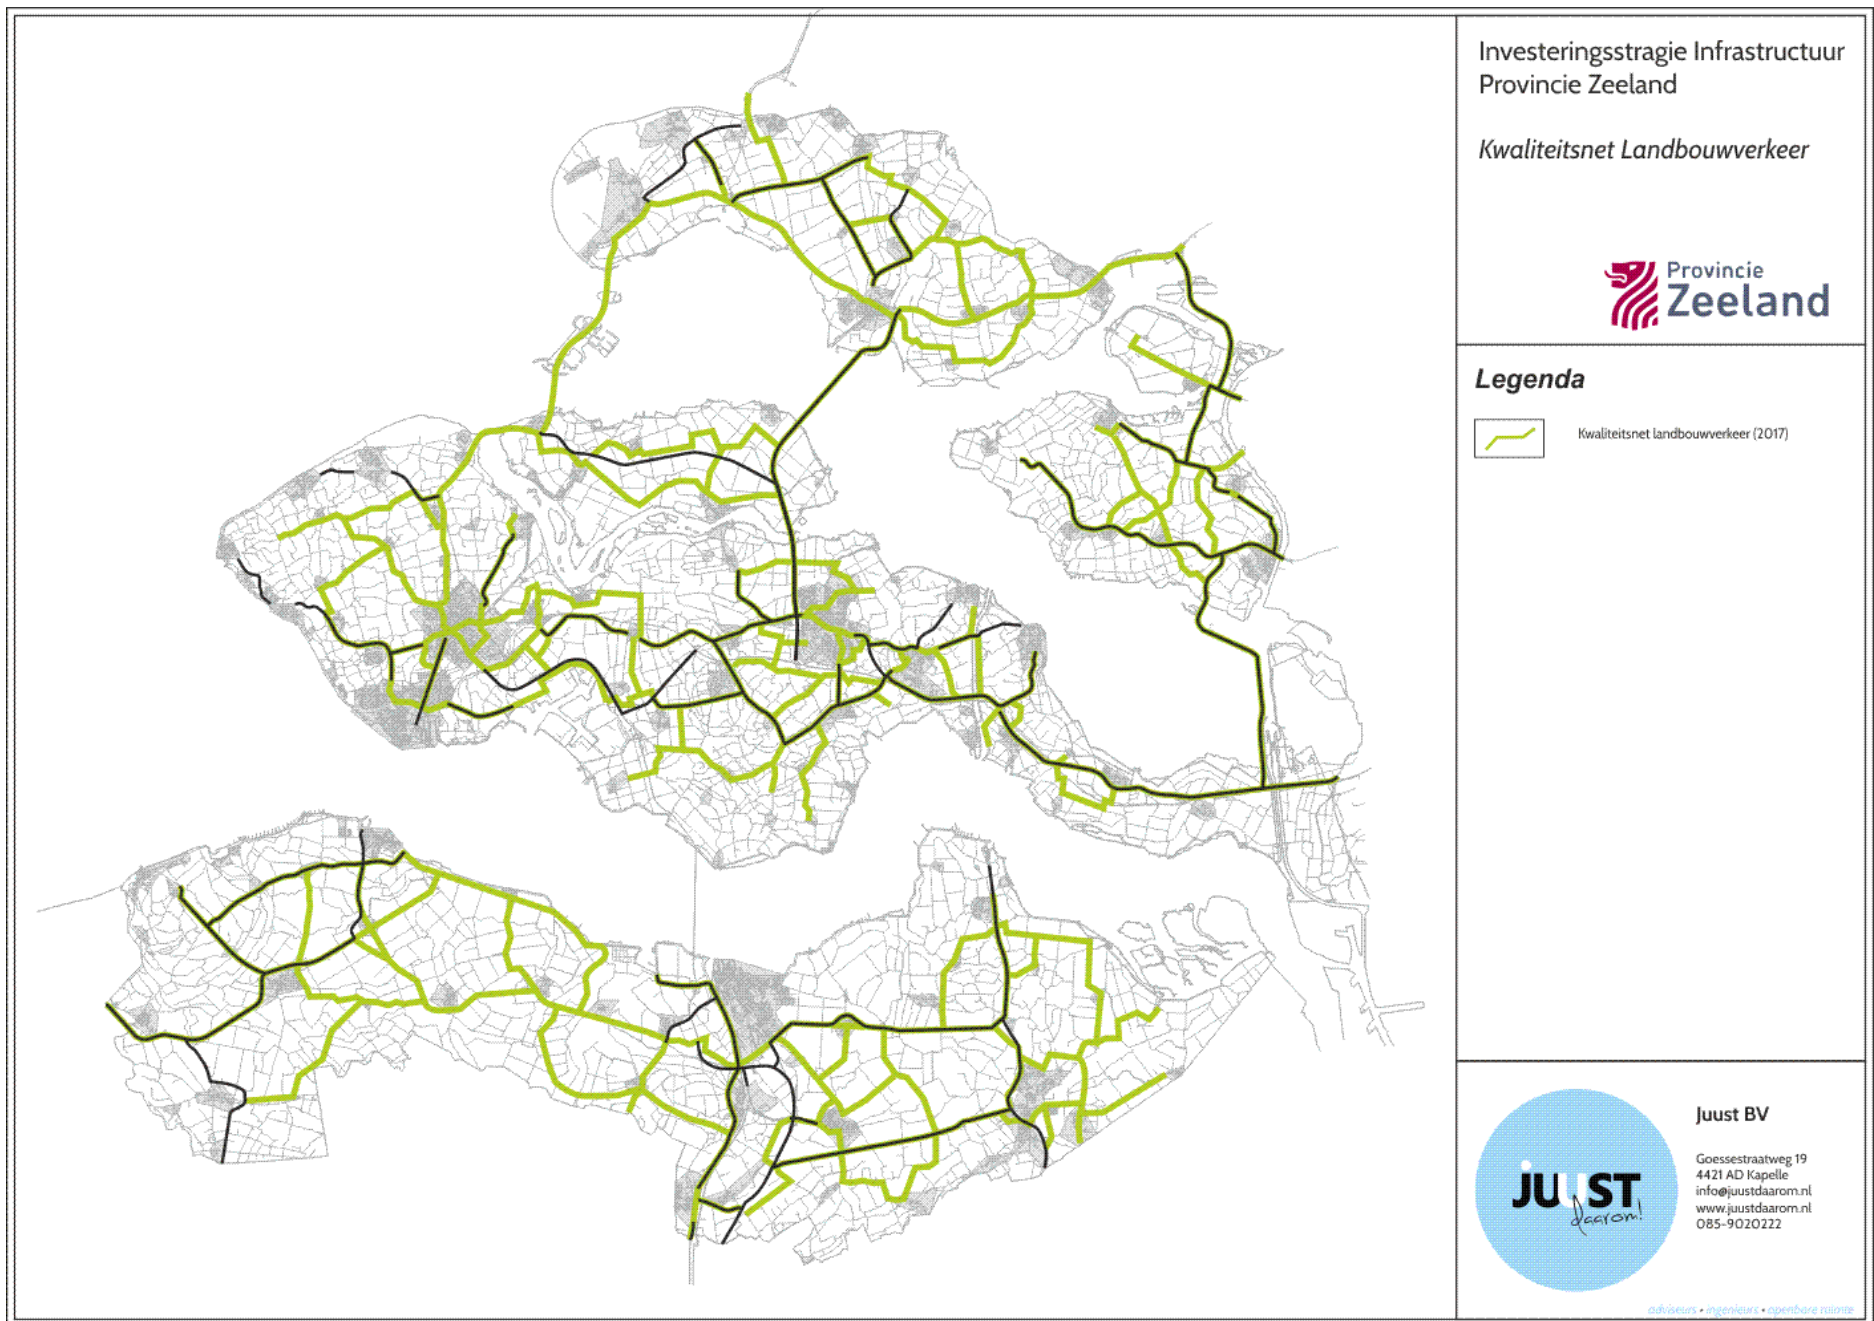 Investeringsstragie Infrastructuur
Provincie Zeeland
Kwaliteitsnet Landbouwverkeer
Provincie
Zeeland
Legenda
Kwaliteitsnet landbouwverkeer (2017)
Juust BV
Goessestraatweg 19
4421 AD Kapelle
info@juustdaarom.nl
www.juustdaarom.nl
085-9020222
JUUST
daarom!
adviseurs • ingenieurs • openbare ruimte